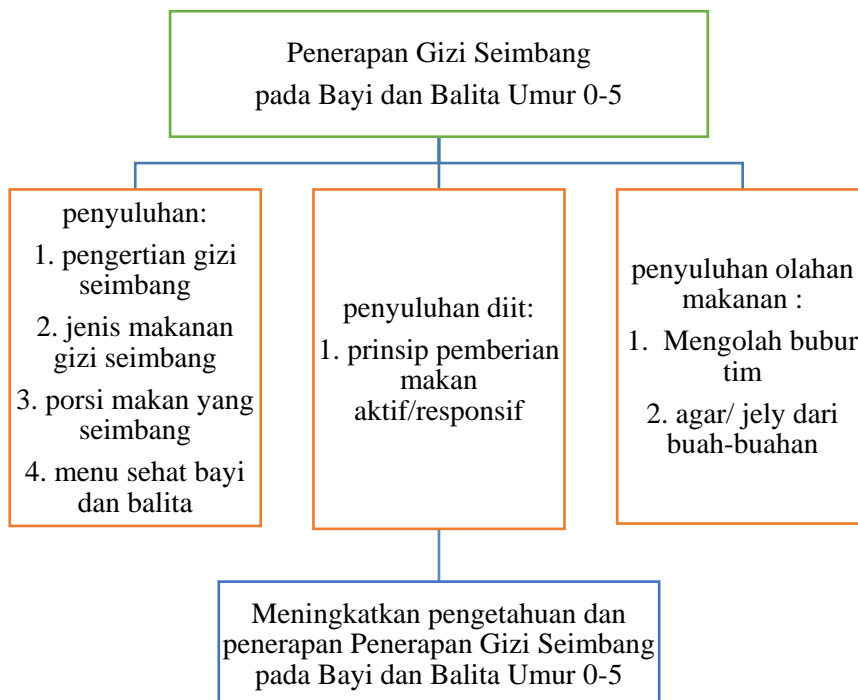 Penerapan Gizi Seimbang
pada Bayi dan Balita Umur 0-5
penyuluhan:
1. pengertian gizi
seimbang
2. jenis makanan
gizi seimbang
3. porsi makan yang
seimbang
4. menu sehat bayi
dan balita
penyuluhan diit:
1. prinsip pemberian
makan
aktif/responsif
penyuluhan olahan
makanan :
1. Mengolah bubur
tim
2. agar/ jely dari
buah-buahan
Meningkatkan pengetahuan dan
penerapan Penerapan Gizi Seimbang
pada Bayi dan Balita Umur 0-5